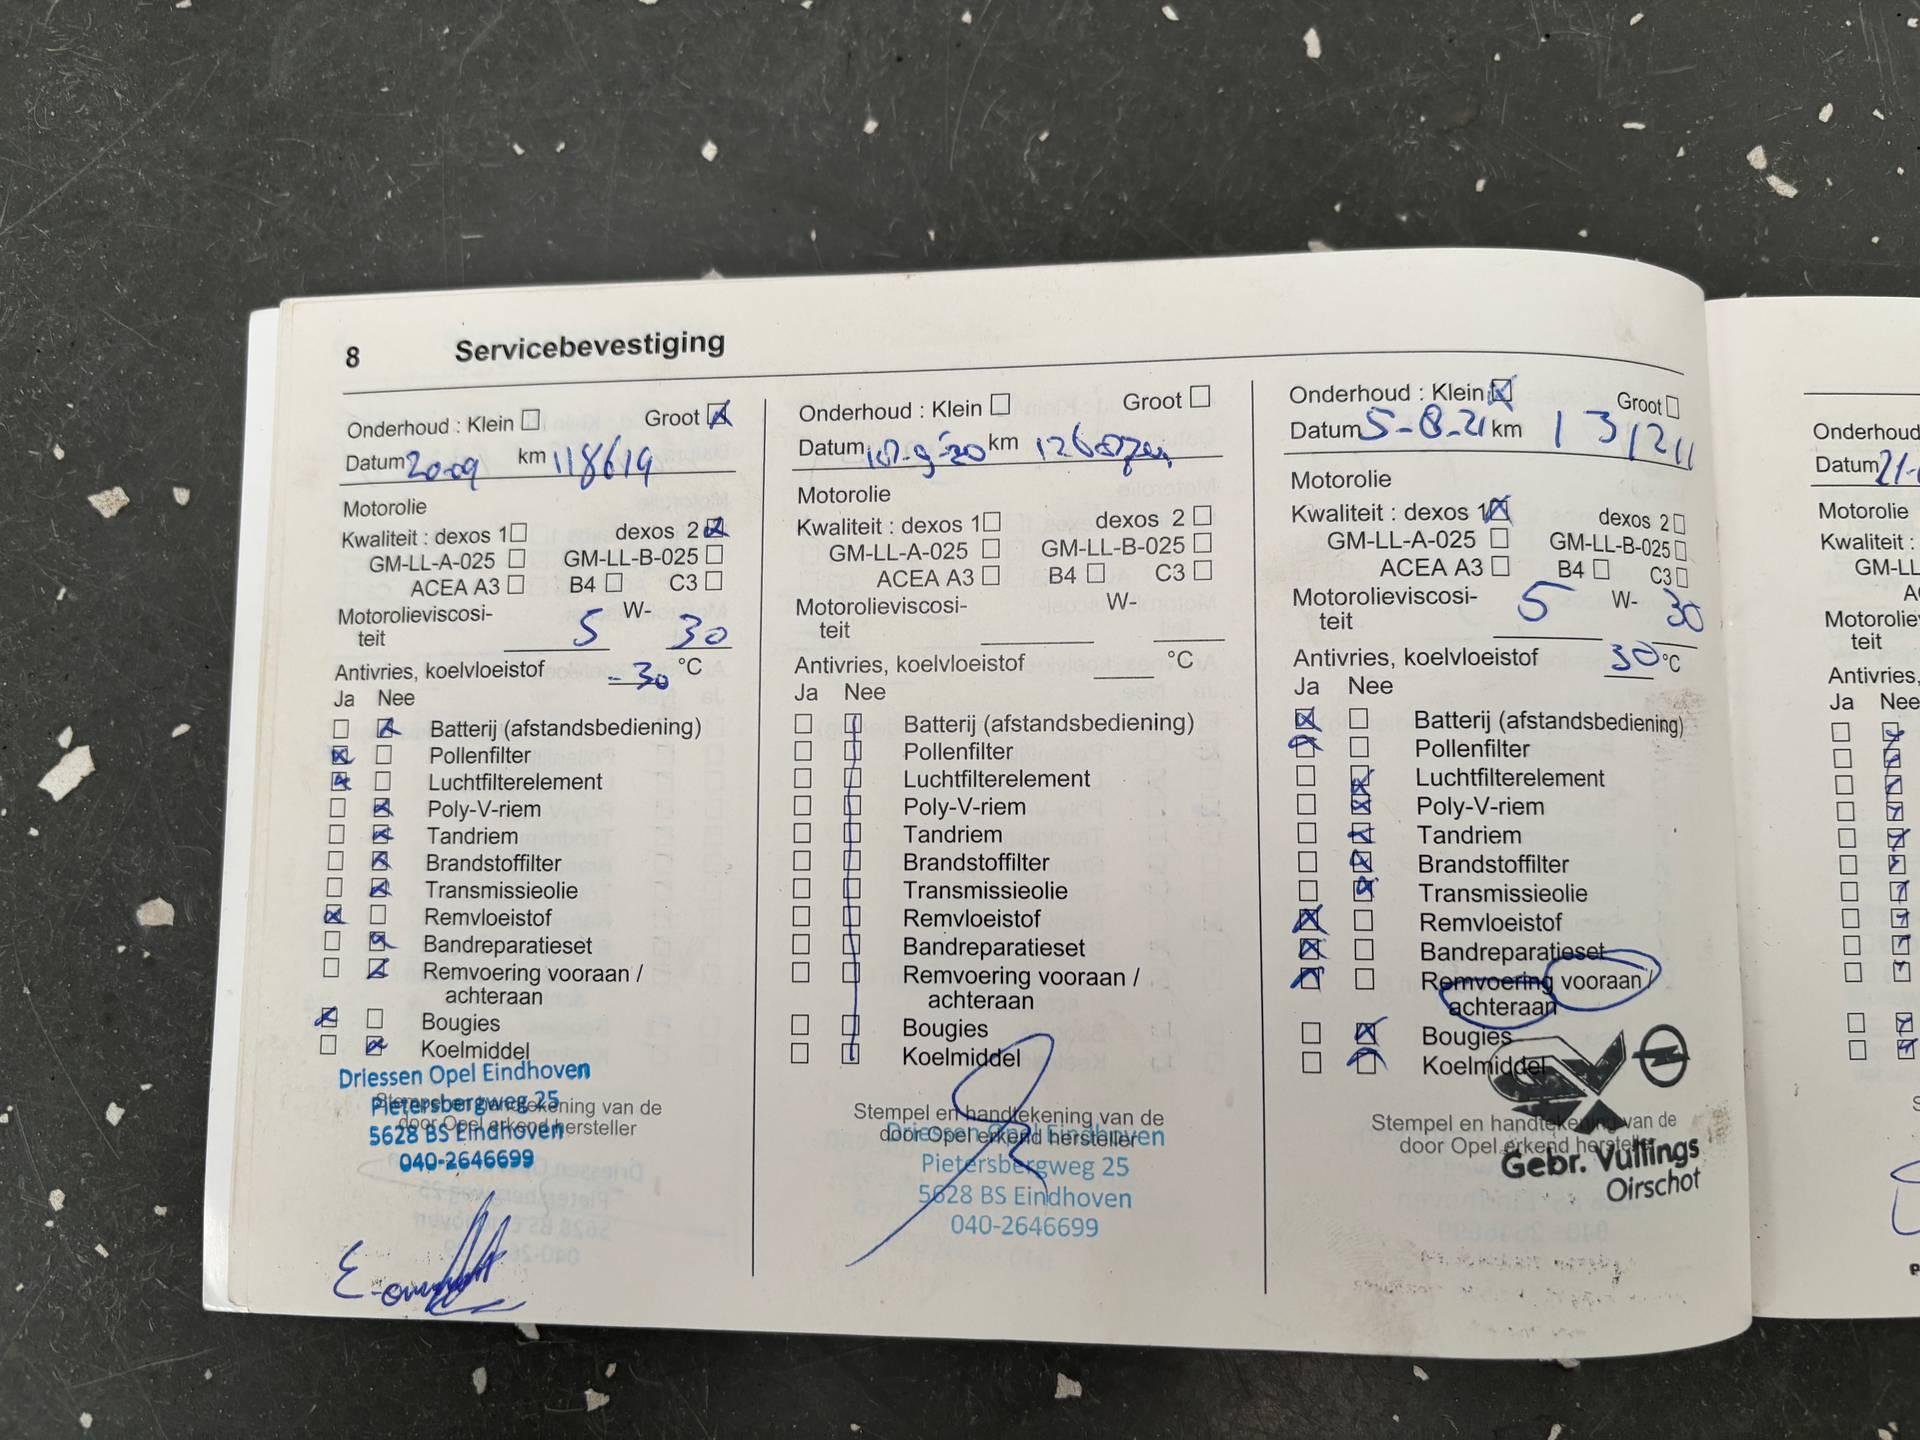 8 Servicebevestiging
Onderhoud : Klein Groot
Datum 20-09 km 118619
Motorolie
Kwaliteit : dexos 1 dexos 2
GM-LL-A-025 GM-LL-B-025
ACEA A3 B4 C3
Motorolieviscosi-
teit 5 W- 30
Antivries, koelvloeistof -30 °C
Ja Nee
Batterij (afstandsbediening)
Pollenfilter
Luchtfilterelement
Poly-V-riem
Tandriem
Brandstoffilter
Transmissieolie
Remvloeistof
Bandreparatieset
Remvoering vooraan /
achteraan
Bougies
Koelmiddel
Driessen Opel Eindhoven
Pietersbergweg 25
Stempel en handtekening van de
door Opel erkend hersteller
5628 BS Eindhoven
040-2646699
Onderhoud : Klein Groot
Datum km
Motorolie
Kwaliteit : dexos 1 dexos 2
GM-LL-A-025 GM-LL-B-025
ACEA A3 B4 C3
Motorolieviscosi-
teit W-
Antivries, koelvloeistof °C
Ja Nee
Batterij (afstandsbediening)
Pollenfilter
Luchtfilterelement
Poly-V-riem
Tandriem
Brandstoffilter
Transmissieolie
Remvloeistof
Bandreparatieset
Remvoering vooraan /
achteraan
Bougies
Koelmiddel
Stempel en handtekening van de
door Opel erkend hersteller
Driessen Opel Eindhoven
Pietersbergweg 25
5628 BS Eindhoven
040-2646699
Onderhoud : Klein Groot
Datum 5-8-21 km 131211
Motorolie
Kwaliteit : dexos 1 dexos 2
GM-LL-A-025 GM-LL-B-025
ACEA A3 B4 C3
Motorolieviscosi-
teit 5 W- 30
Antivries, koelvloeistof 30 °C
Ja Nee
Batterij (afstandsbediening)
Pollenfilter
Luchtfilterelement
Poly-V-riem
Tandriem
Brandstoffilter
Transmissieolie
Remvloeistof
Bandreparatieset
Remvoering vooraan /
achteraan
Bougies
Koelmiddel
Stempel en handtekening van de
door Opel erkend hersteller
Gebr. Vullings
Oirschot
Onderhoud
Datum 21-
Motorolie
Kwaliteit :
GM-LL
AC
Motorolievi
teit
Antivries,
Ja Nee